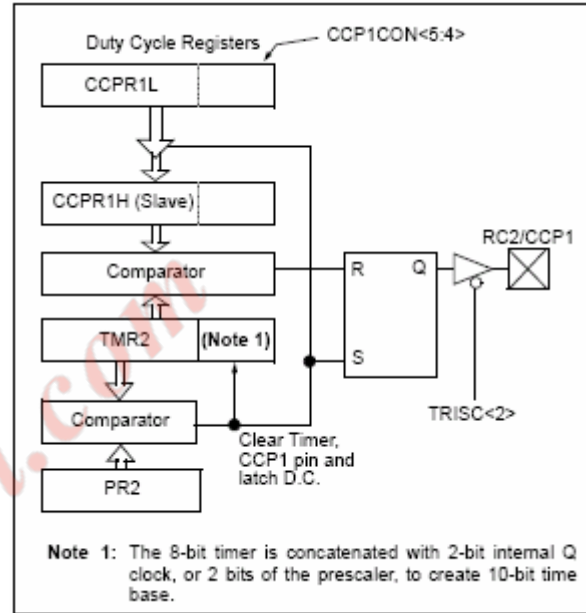 Duty Cycle Registers
CCP1CON<5:4>
CCPR1L
CCPR1H (Slave)
Comparator
R
Q
RC2/CCP1
TMR2
(Note 1)
S
Comparator
TRISC<2>
Clear Timer,
CCP1 pin and
latch D.C.
PR2
Note 1: The 8-bit timer is concatenated with 2-bit internal Q
clock, or 2 bits of the prescaler, to create 10-bit time
base.